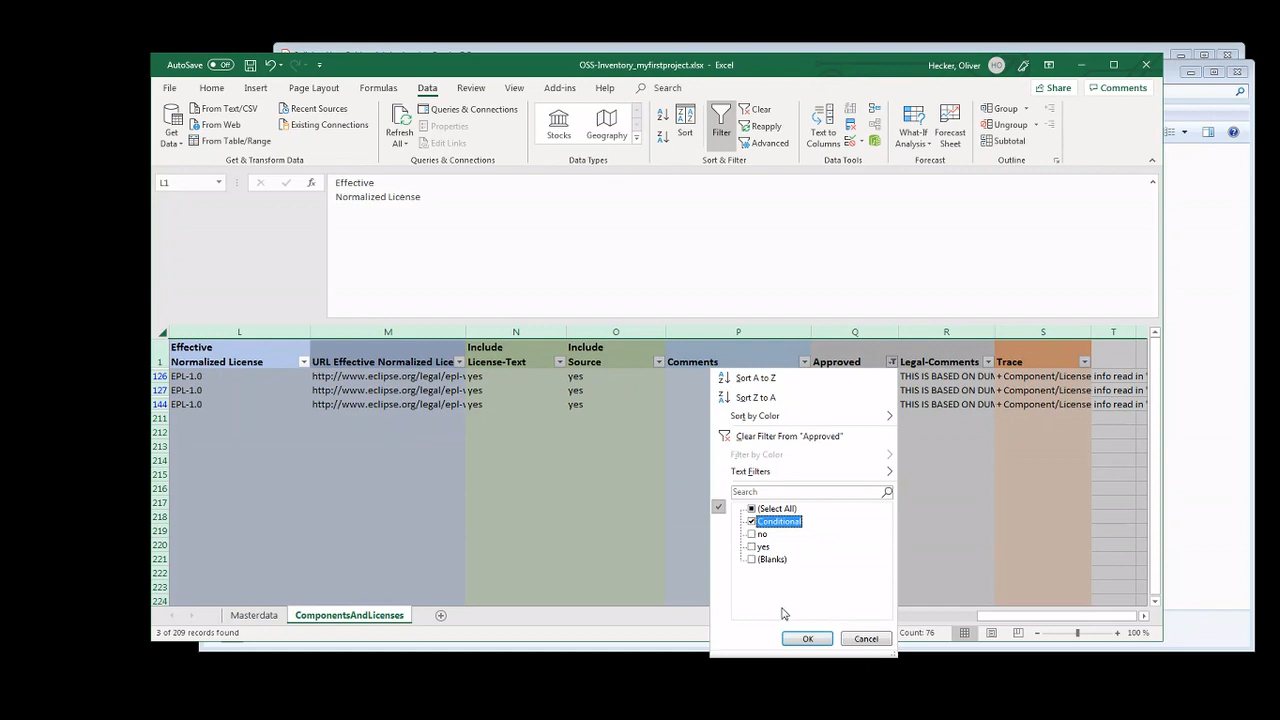 AutoSave Off
OSS-Inventory_myfirstproject.xlsx - Excel
Hecker, Oliver HO
File Home Insert Page Layout Formulas Data Review View Add-ins Help Search Share Comments
Get Data
From Text/CSV
From Web
From Table/Range
Recent Sources
Existing Connections
Get & Transform Data
Refresh All
Queries & Connections
Properties
Edit Links
Queries & Connections
Stocks Geography
Data Types
Sort
Filter
Clear
Reapply
Advanced
Sort & Filter
Text to Columns
Data Tools
What-If Analysis
Forecast Sheet
Forecast
Group
Ungroup
Subtotal
Outline
L1
fx
Effective
Normalized License
L M N O P Q R S T
1
Effective
Normalized License
URL Effective Normalized Lice
Include
License-Text
Include
Source
Comments
Approved
Legal-Comments
Trace
126 EPL-1.0 http://www.eclipse.org/legal/epl-v yes yes THIS IS BASED ON DUM + Component/License info read in '
127 EPL-1.0 http://www.eclipse.org/legal/epl-v yes yes THIS IS BASED ON DUM + Component/License info read in '
144 EPL-1.0 http://www.eclipse.org/legal/epl-v yes yes THIS IS BASED ON DUM + Component/License info read in '
211
212
213
214
215
216
217
218
219
220
221
222
223
224
Sort A to Z
Sort Z to A
Sort by Color
Clear Filter From "Approved"
Filter by Color
Text Filters
Search
(Select All)
Conditional
no
yes
(Blanks)
OK Cancel
Masterdata ComponentsAndLicenses
3 of 209 records found
Count: 76
100 %